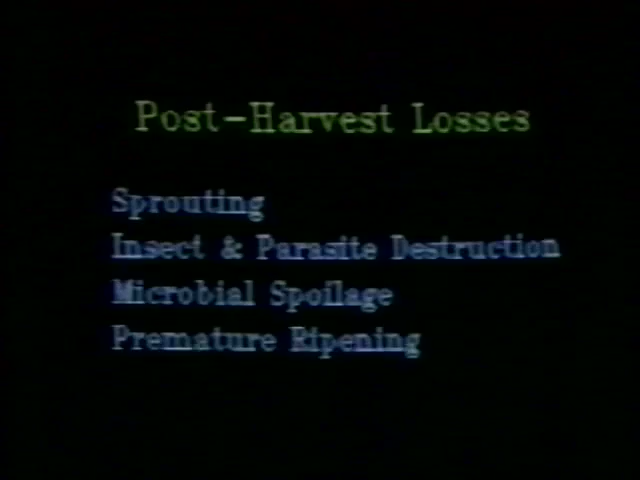 Post-Harvest Losses
Sprouting
Insect & Parasite Destruction
Microbial Spoilage
Premature Ripening